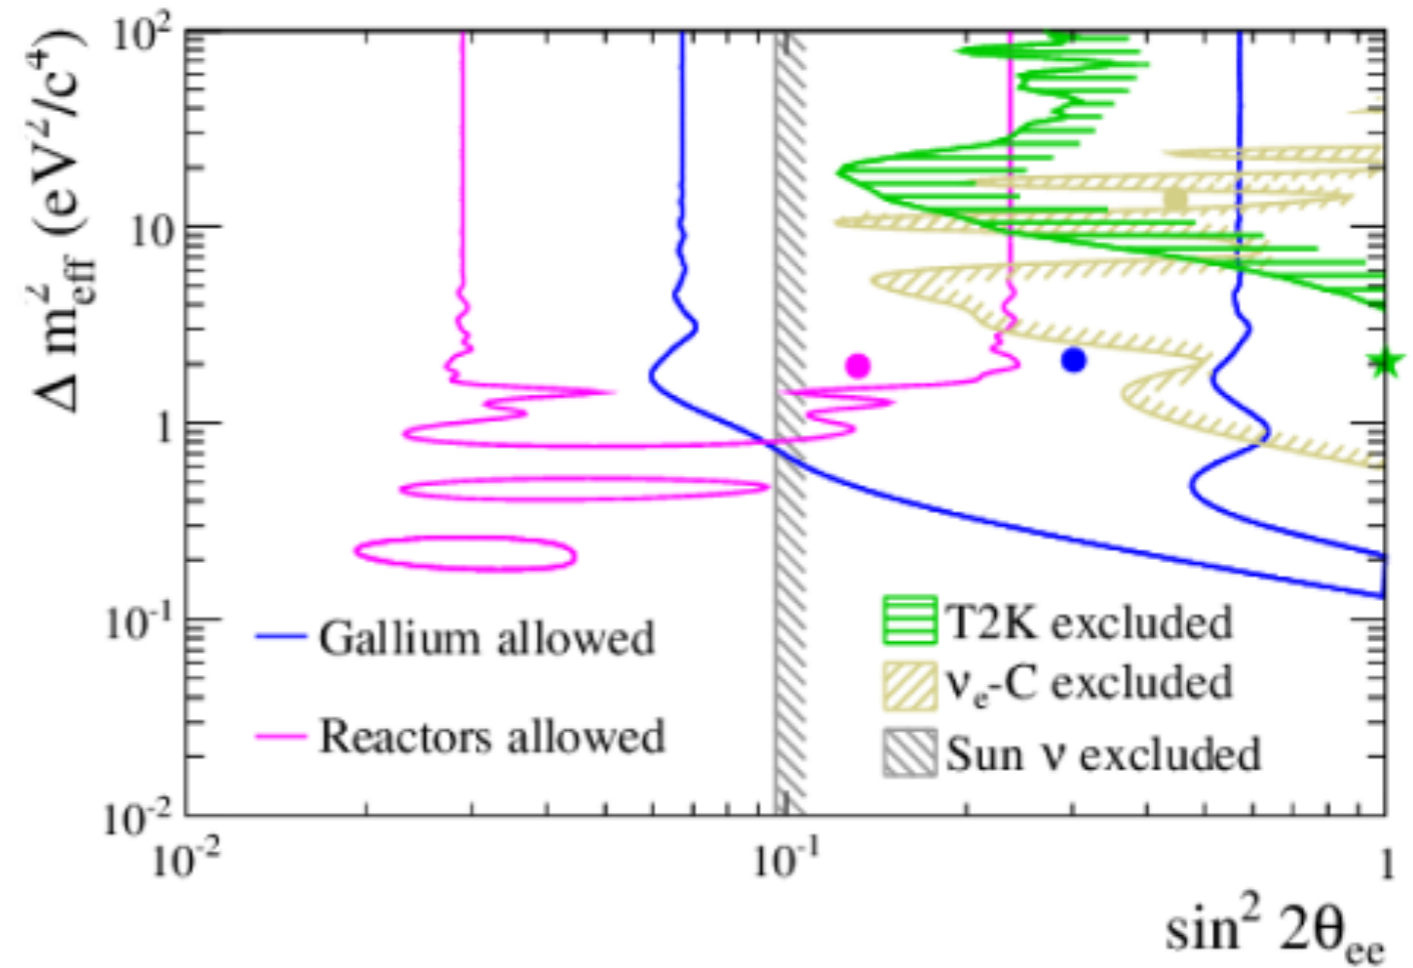 10²
10
1
10⁻¹
10⁻²
Δ m²eff (eV²/c⁴)
Gallium allowed
Reactors allowed
T2K excluded
νe-C excluded
Sun ν excluded
10⁻² 10⁻¹ 1
sin² 2θee